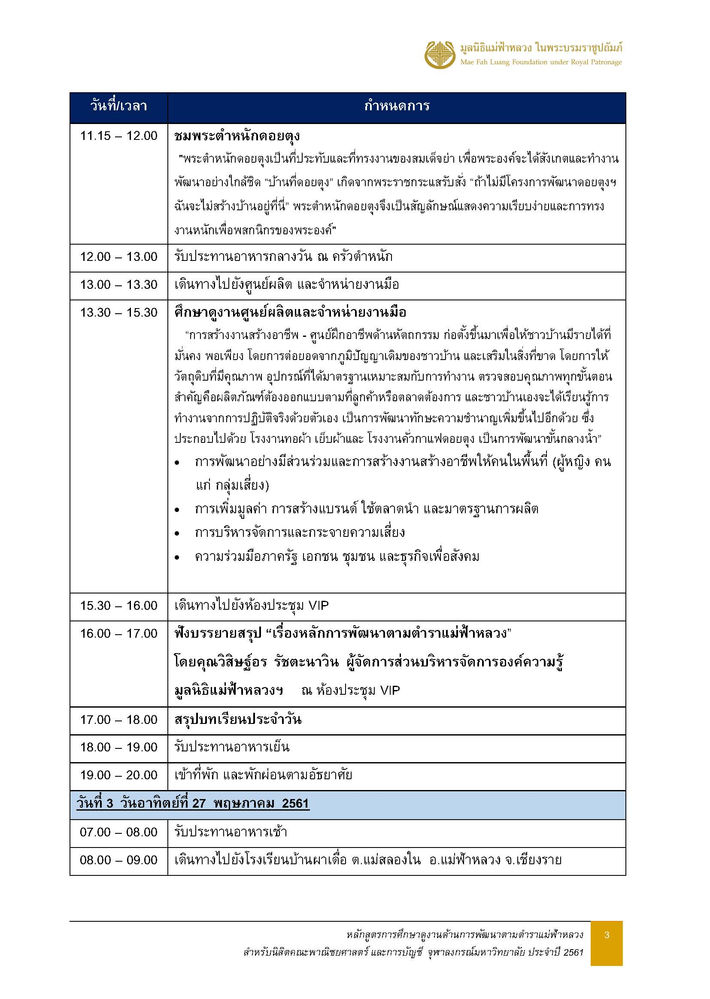 มูลนิธิแม่ฟ้าหลวง ในพระบรมราชูปถัมภ์
Mae Fah Luang Foundation under Royal Patronage
วันที่/เวลา กำหนดการ
11.15 – 12.00 ชมพระตำหนักดอยตุง
"พระตำหนักดอยตุงเป็นที่ประทับและที่ทรงงานของสมเด็จย่า เพื่อพระองค์จะได้สังเกตและทำงาน
พัฒนาอย่างใกล้ชิด “บ้านที่ดอยตุง” เกิดจากพระราชกระแสรับสั่ง “ถ้าไม่มีโครงการพัฒนาดอยตุงฯ
ฉันจะไม่สร้างบ้านอยู่ที่นี่” พระตำหนักดอยตุงจึงเป็นสัญลักษณ์แสดงความเรียบง่ายและการทรง
งานหนักเพื่อพสกนิกรของพระองค์"
12.00 – 13.00 รับประทานอาหารกลางวัน ณ ครัวตำหนัก
13.00 – 13.30 เดินทางไปยังศูนย์ผลิต และจำหน่ายงานมือ
13.30 – 15.30 ศึกษาดูงานศูนย์ผลิตและจำหน่ายงานมือ
“การสร้างงานสร้างอาชีพ - ศูนย์ฝึกอาชีพด้านหัตถกรรม ก่อตั้งขึ้นมาเพื่อให้ชาวบ้านมีรายได้ที่
มั่นคง พอเพียง โดยการต่อยอดจากภูมิปัญญาเดิมของชาวบ้าน และเสริมในสิ่งที่ขาด โดยการให้
วัตถุดิบที่มีคุณภาพ อุปกรณ์ที่ได้มาตรฐานเหมาะสมกับการทำงาน ตรวจสอบคุณภาพทุกขั้นตอน
สำคัญคือผลิตภัณฑ์ต้องออกแบบตามที่ลูกค้าหรือตลาดต้องการ และชาวบ้านเองจะได้เรียนรู้การ
ทำงานจากการปฏิบัติจริงด้วยตัวเอง เป็นการพัฒนาทักษะความชำนาญเพิ่มขึ้นไปอีกด้วย ซึ่ง
ประกอบไปด้วย โรงงานทอผ้า เย็บผ้าและ โรงงานคั่วกาแฟดอยตุง เป็นการพัฒนาขั้นกลางน้ำ”
• การพัฒนาอย่างมีส่วนร่วมและการสร้างงานสร้างอาชีพให้คนในพื้นที่ (ผู้หญิง คน
แก่ กลุ่มเสี่ยง)
• การเพิ่มมูลค่า การสร้างแบรนด์ ใช้ตลาดนำ และมาตรฐานการผลิต
• การบริหารจัดการและกระจายความเสี่ยง
• ความร่วมมือภาครัฐ เอกชน ชุมชน และธุรกิจเพื่อสังคม
15.30 – 16.00 เดินทางไปยังห้องประชุม VIP
16.00 – 17.00 ฟังบรรยายสรุป “เรื่องหลักการพัฒนาตามตำราแม่ฟ้าหลวง”
โดยคุณวิสิษฐ์อร รัชตะนาวิน ผู้จัดการส่วนบริหารจัดการองค์ความรู้
มูลนิธิแม่ฟ้าหลวงฯ ณ ห้องประชุม VIP
17.00 – 18.00 สรุปบทเรียนประจำวัน
18.00 – 19.00 รับประทานอาหารเย็น
19.00 – 20.00 เข้าที่พัก และพักผ่อนตามอัธยาศัย
วันที่ 3 วันอาทิตย์ที่ 27 พฤษภาคม 2561
07.00 – 08.00 รับประทานอาหารเช้า
08.00 – 09.00 เดินทางไปยังโรงเรียนบ้านผาเดื่อ ต.แม่สลองใน อ.แม่ฟ้าหลวง จ.เชียงราย
หลักสูตรการศึกษาดูงานด้านการพัฒนาตามตำราแม่ฟ้าหลวง 3
สำหรับนิสิตคณะพาณิชยศาสตร์ และการบัญชี จุฬาลงกรณ์มหาวิทยาลัย ประจำปี 2561